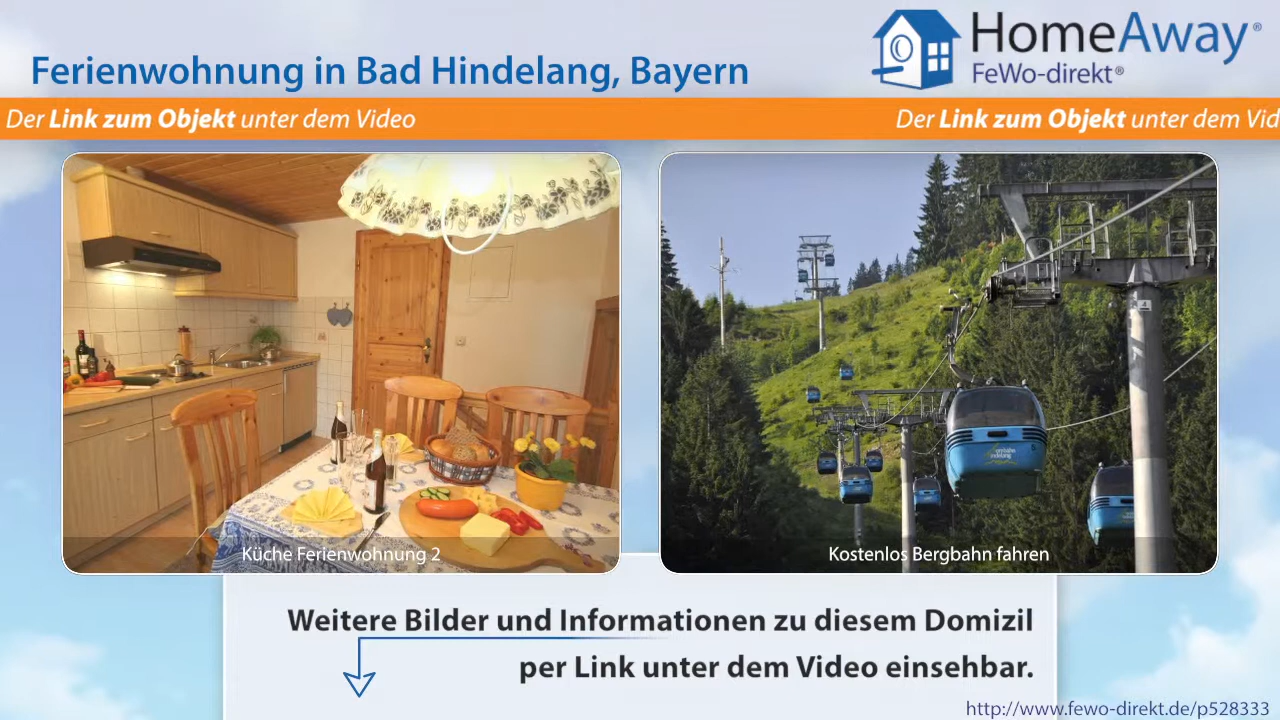 HomeAway®
FeWo-direkt®
Ferienwohnung in Bad Hindelang, Bayern
Der Link zum Objekt unter dem Video
Der Link zum Objekt unter dem Vid
4
Küche Ferienwohnung 2
Kostenlos Bergbahn fahren
Weitere Bilder und Informationen zu diesem Domizil
per Link unter dem Video einsehbar.
http://www.fewo-direkt.de/p528333